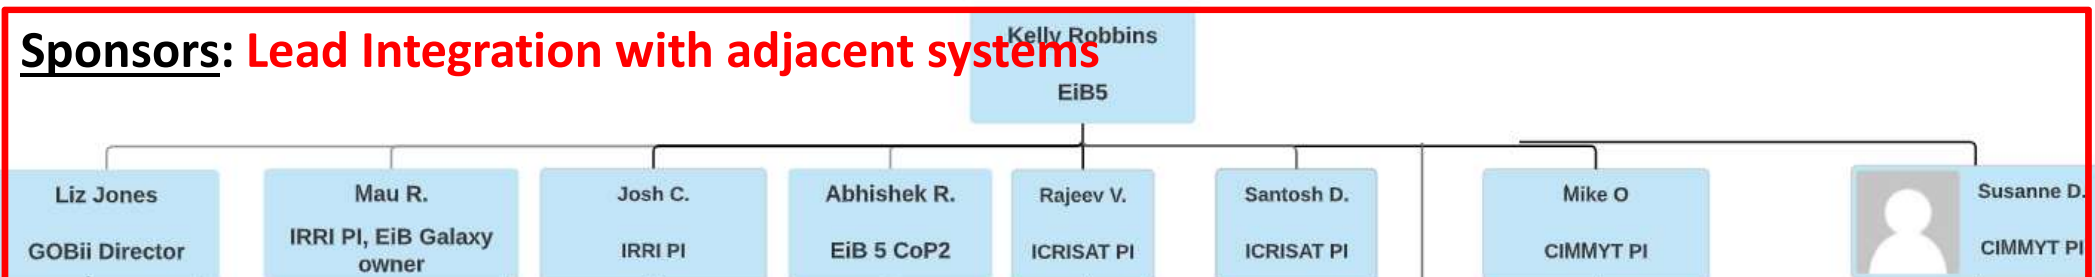 Sponsors: Lead Integration with adjacent systems
Kelly Robbins
EiB5
Liz Jones
GOBii Director
Mau R.
IRRI PI, EiB Galaxy
owner
Josh C.
IRRI PI
Abhishek R.
EiB 5 CoP2
Rajeev V.
ICRISAT PI
Santosh D.
ICRISAT PI
Mike O
CIMMYT PI
Susanne D.
CIMMYT PI